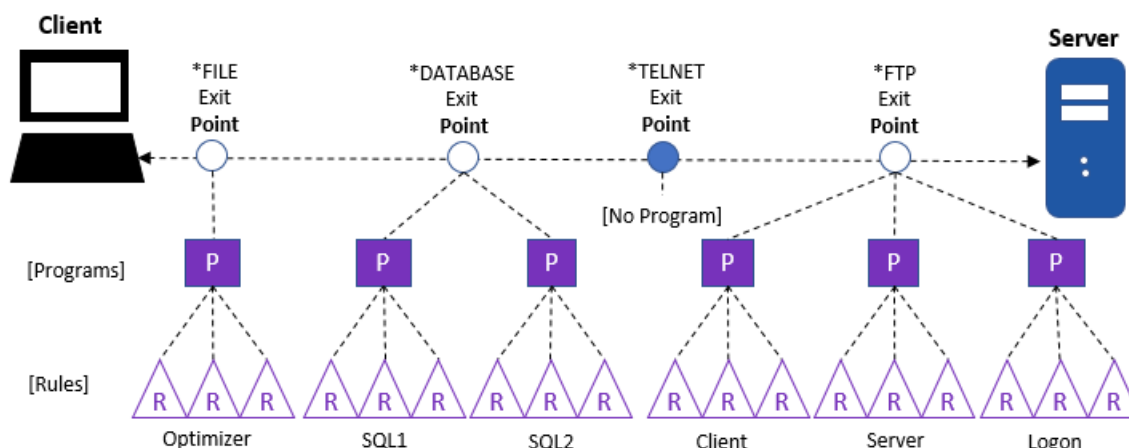 Client
Server
*FILE
Exit
Point
*DATABASE
Exit
Point
*TELNET
Exit
Point
*FTP
Exit
Point
[No Program]
[Programs]
P P P P P P
[Rules]
R R R R R R R R R R R R R R R R R R
Optimizer SQL1 SQL2 Client Server Logon